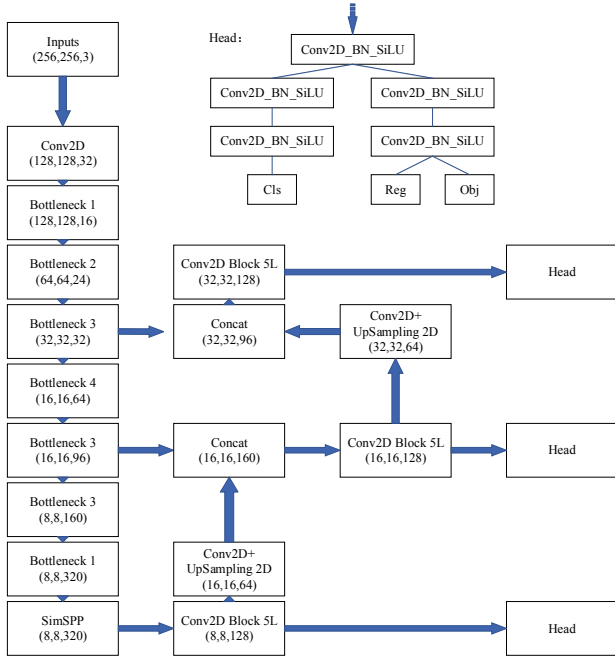 Inputs
(256,256,3)
Conv2D
(128,128,32)
Bottleneck 1
(128,128,16)
Bottleneck 2
(64,64,24)
Bottleneck 3
(32,32,32)
Bottleneck 4
(16,16,64)
Bottleneck 3
(16,16,96)
Bottleneck 3
(8,8,160)
Bottleneck 1
(8,8,320)
SimSPP
(8,8,320)
Head：
Conv2D_BN_SiLU
Conv2D_BN_SiLU
Conv2D_BN_SiLU
Conv2D_BN_SiLU
Conv2D_BN_SiLU
Cls
Reg
Obj
Conv2D Block 5L
(32,32,128)
Head
Concat
(32,32,96)
Conv2D+
UpSampling 2D
(32,32,64)
Concat
(16,16,160)
Conv2D Block 5L
(16,16,128)
Head
Conv2D+
UpSampling 2D
(16,16,64)
Conv2D Block 5L
(8,8,128)
Head